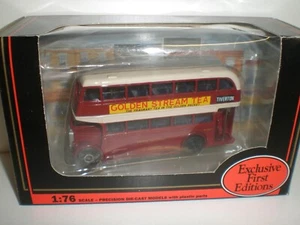 GOLDEN STREAM TEA
TIVERTON
Exclusive
First
Editions
1:76 SCALE - PRECISION DIE-CAST MODELS with plastic parts